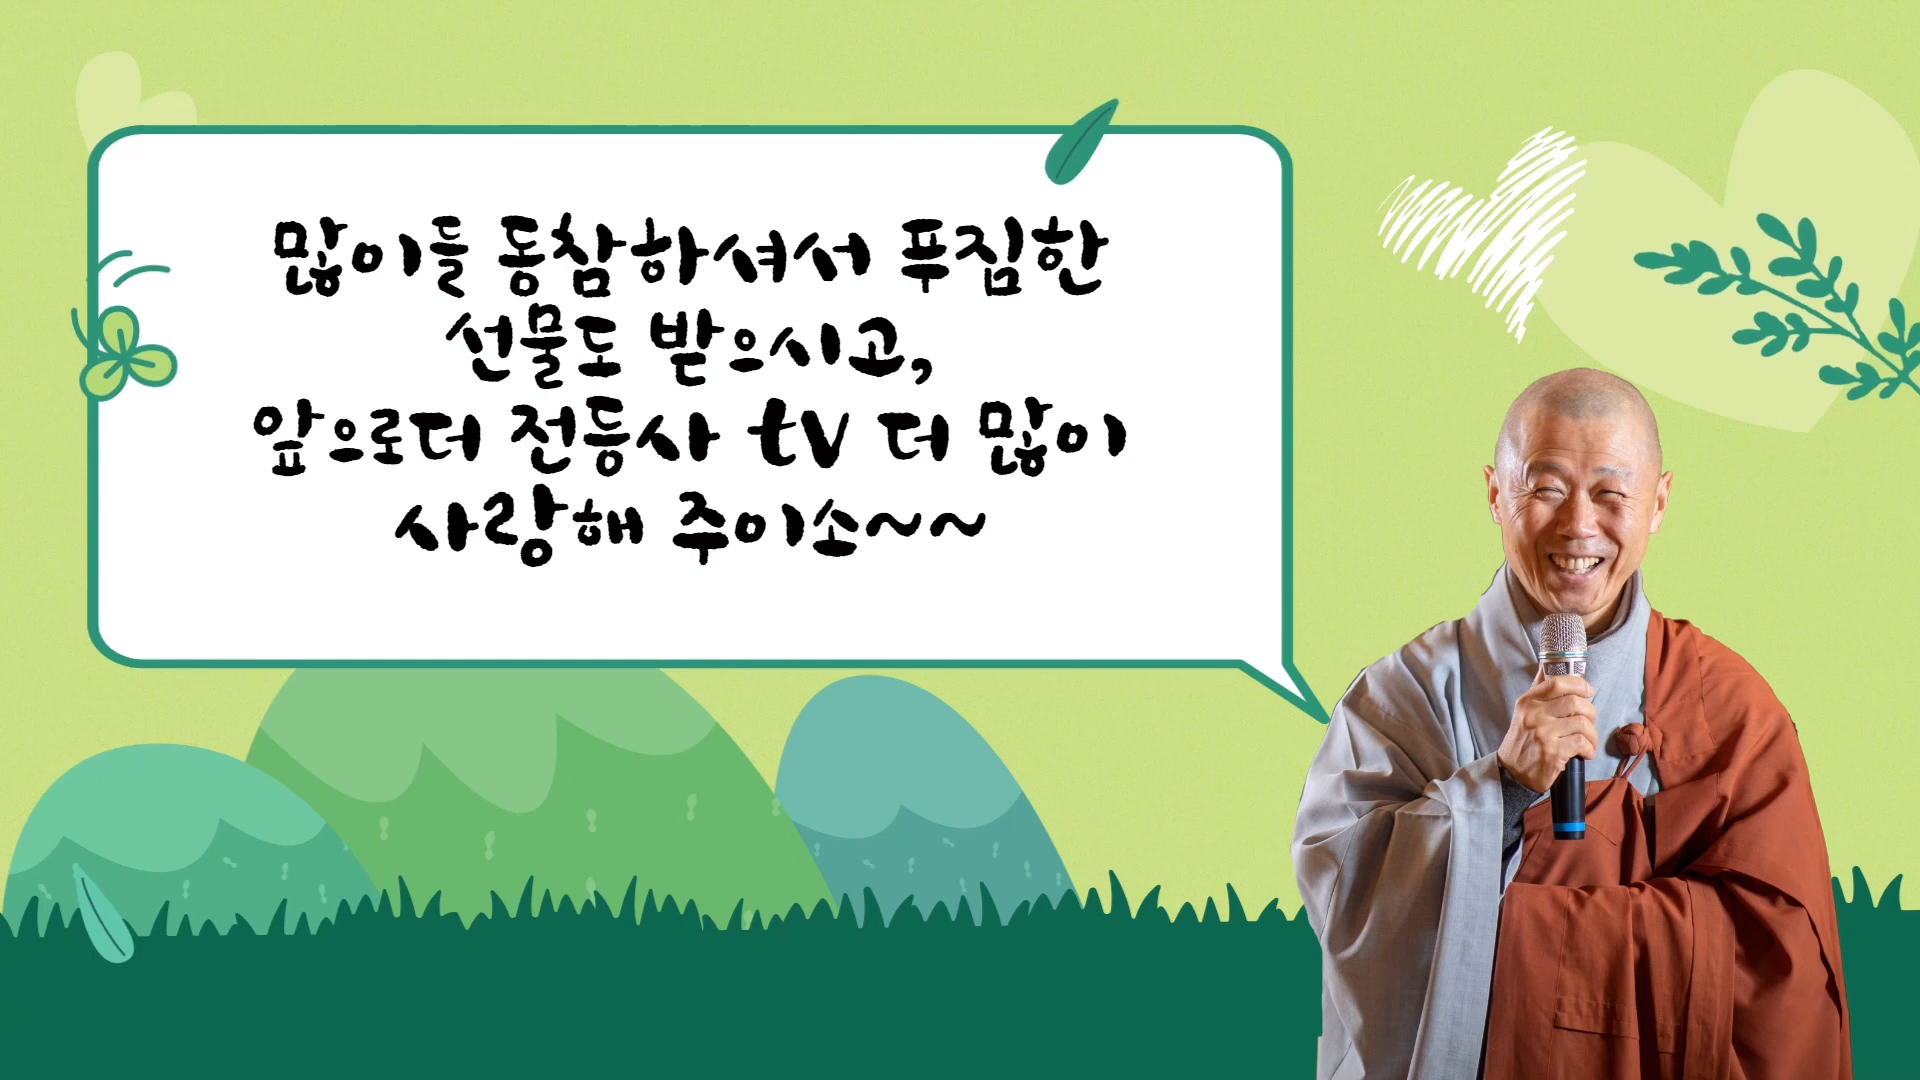 많이들 동참하셔서 푸짐한
선물도 받으시고,
앞으로더 전등사 tv 더 많이
사랑해 주이소~~